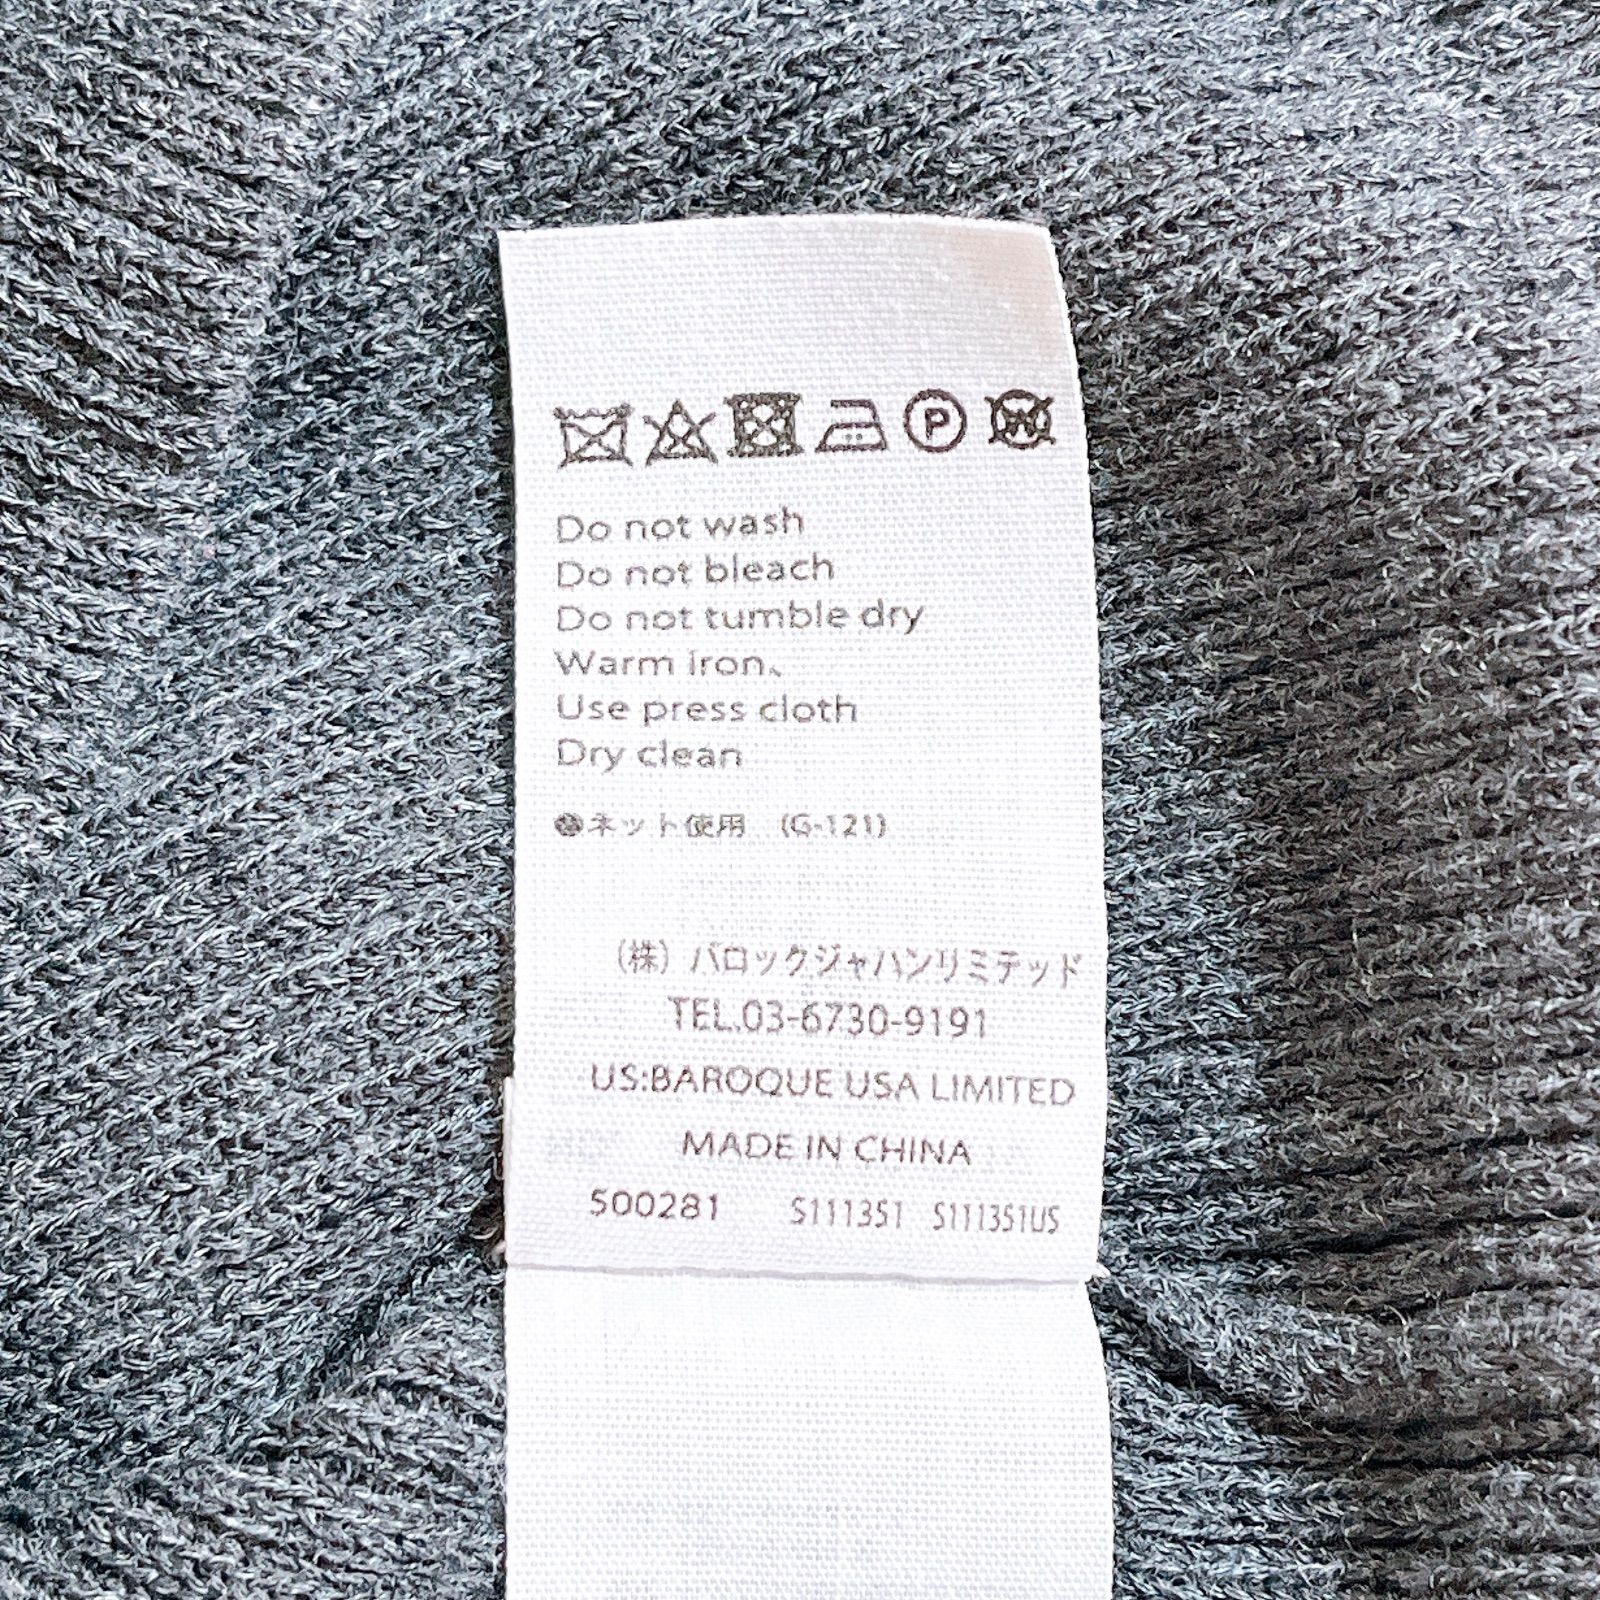 P W
Do not wash
Do not bleach
Do not tumble dry
Warm iron、
Use press cloth
Dry clean
●ネット使用 (G-121)
(株) バロックジャパンリミテッド
TEL.03-6730-9191
US:BAROQUE USA LIMITED
MADE IN CHINA
500281 S111351 S111351US